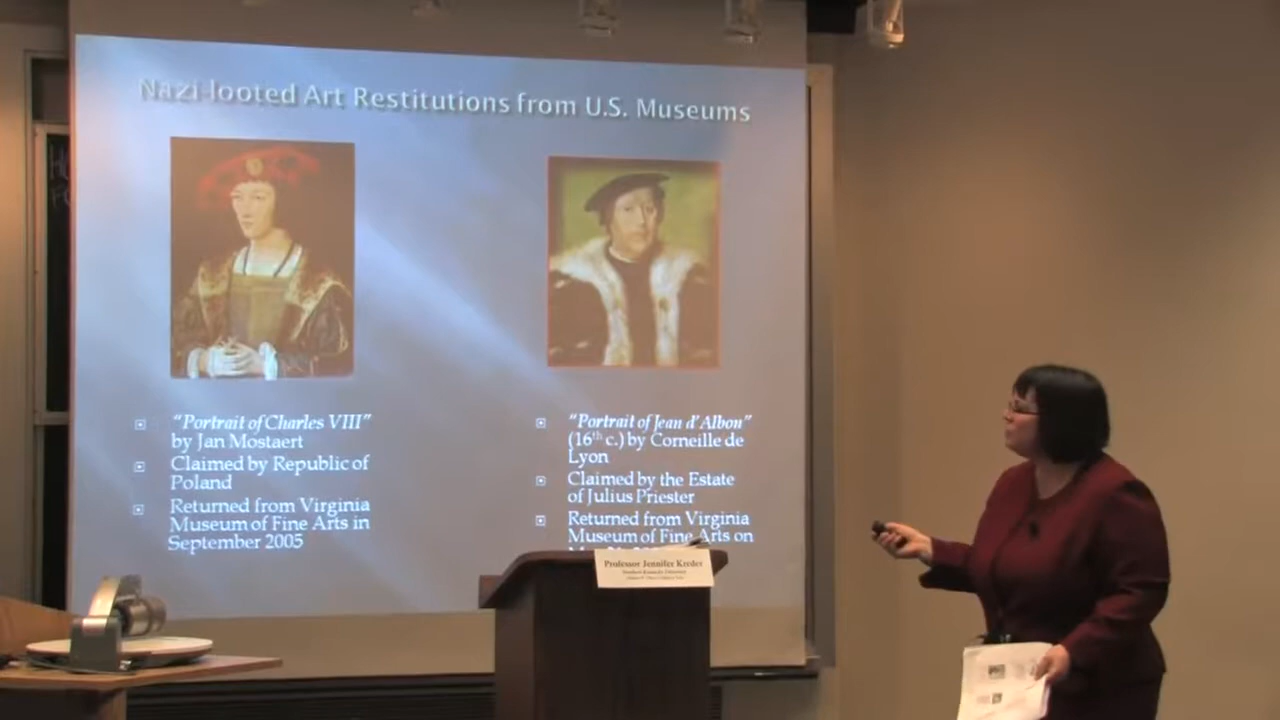 Nazi-looted Art Restitutions from U.S. Museums
"Portrait of Charles VIII"
by Jan Mostaert
Claimed by Republic of
Poland
Returned from Virginia
Museum of Fine Arts in
September 2005
"Portrait of Jean d'Albon"
(16th c.) by Corneille de
Lyon
Claimed by the Estate
of Julius Priester
Returned from Virginia
Museum of Fine Arts on
Professor Jennifer Kreder